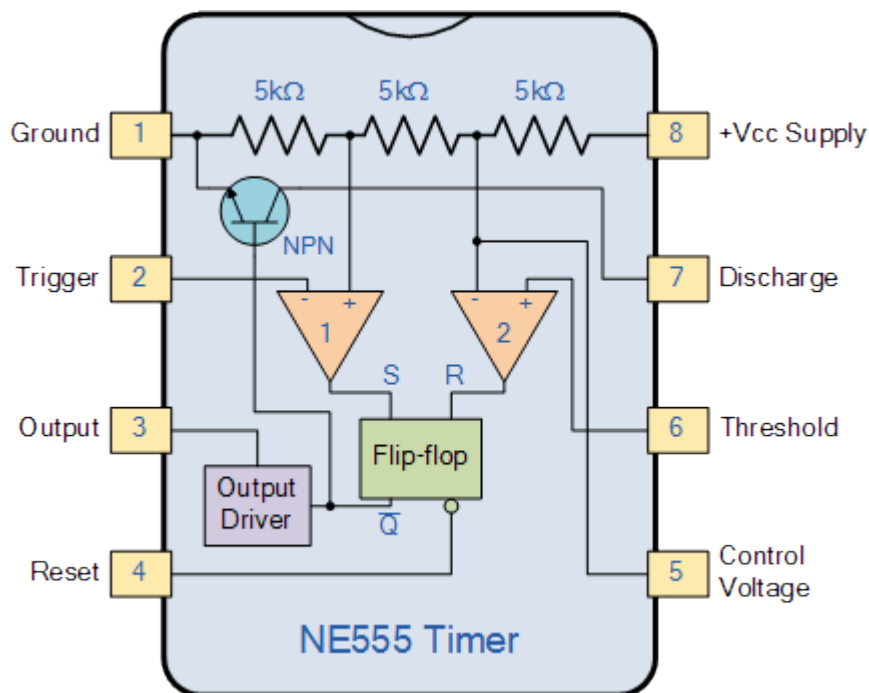 5kΩ 5kΩ 5kΩ
Ground 1 8 +Vcc Supply
NPN
Trigger 2 7 Discharge
- + - +
1 2
S R
Output 3 6 Threshold
Flip-flop
Output
Driver
Q̅
Reset 4 5 Control
Voltage
NE555 Timer